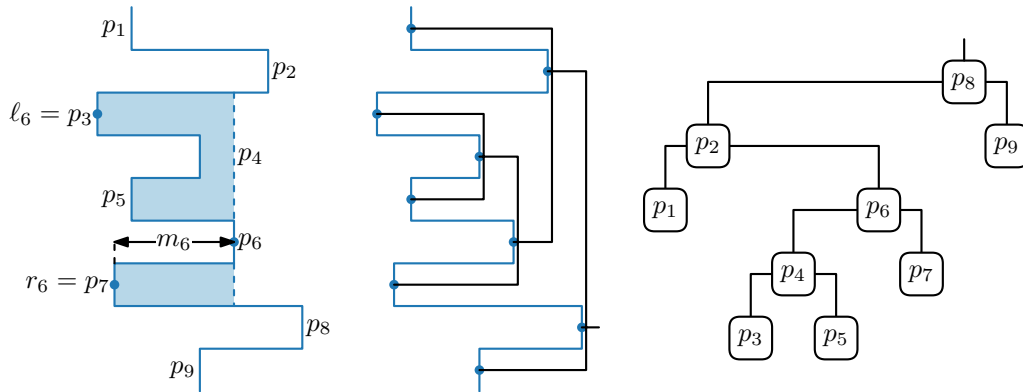 p₁
p₂
ℓ₆ = p₃
p₄
p₅
m₆
p₆
r₆ = p₇
p₈
p₉
p₈
p₂
p₉
p₁
p₆
p₄
p₇
p₃
p₅